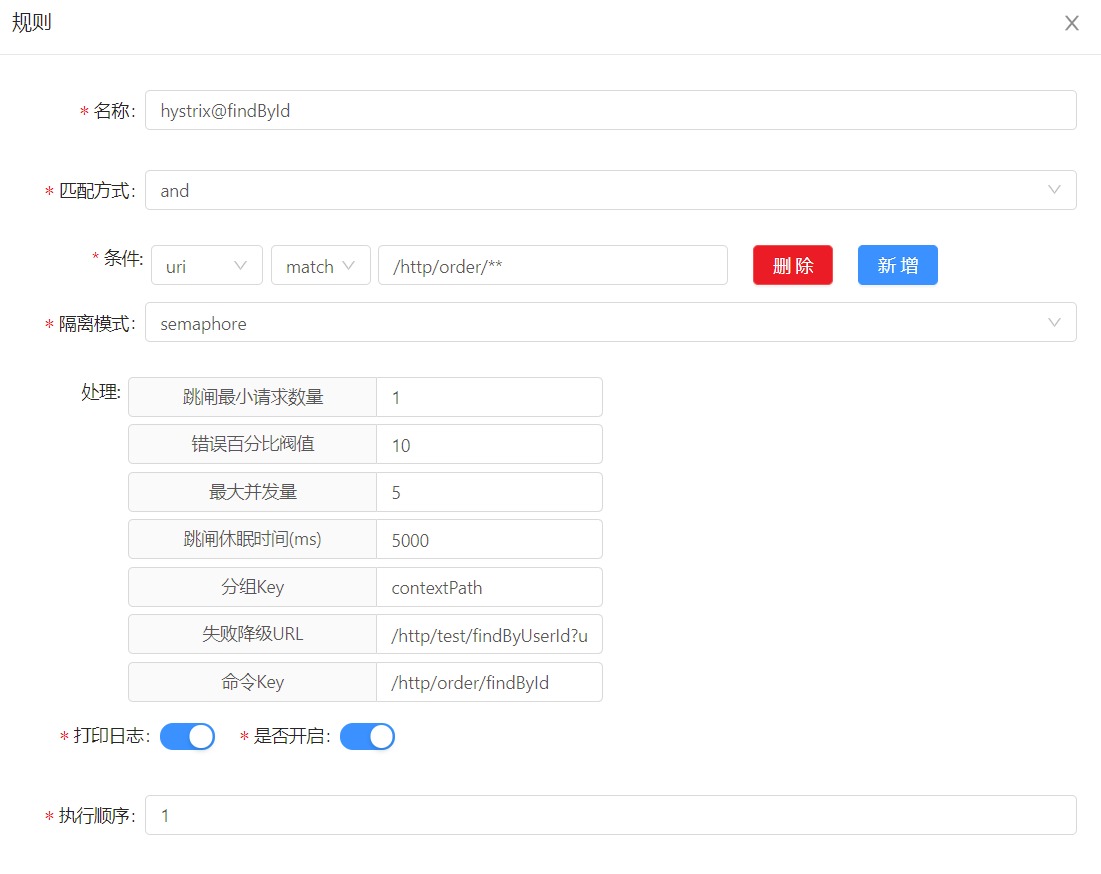 规则
* 名称: hystrix@findById
* 匹配方式: and
* 条件: uri match /http/order/** 删 除 新 增
* 隔离模式: semaphore
处理: 跳闸最小请求数量 1
错误百分比阀值 10
最大并发量 5
跳闸休眠时间(ms) 5000
分组Key contextPath
失败降级URL /http/test/findByUserId?u
命令Key /http/order/findById
* 打印日志: * 是否开启:
* 执行顺序: 1